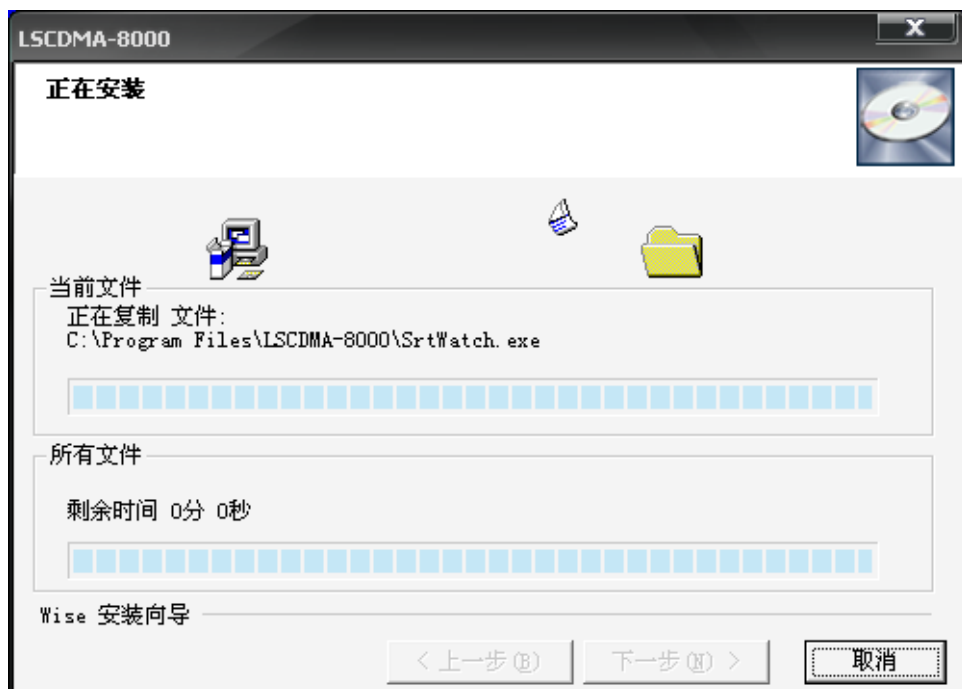 LSCDMA-8000
正在安装
当前文件
正在复制 文件:
C:\Program Files\LSCDMA-8000\SrtWatch.exe
所有文件
剩余时间 0分 0秒
Wise 安装向导
< 上一步(B)
下一步(N) >
取消